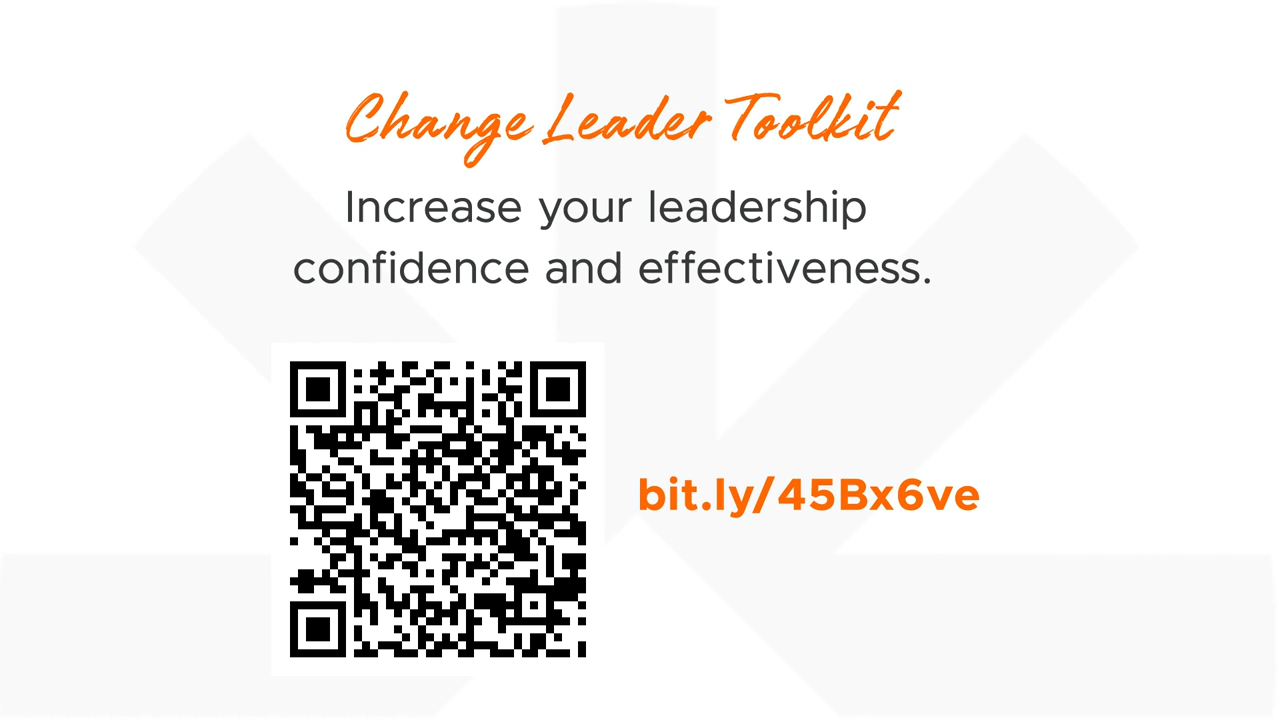 Change Leader Toolkit
Increase your leadership
confidence and effectiveness.
bit.ly/45Bx6ve